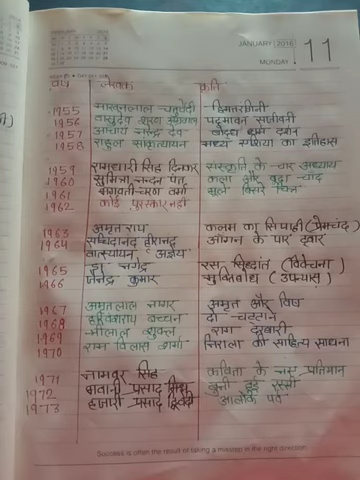 JANUARY 2016
MONDAY 11
वर्ष लेखक कृति
1955 माखनलाल चतुर्वेदी हिमतरंगिनी
1956 वासुदेव शरण अग्रवाल पद्मावत संजीवनी
1957 आचार्य नरेन्द्र देव बौद्ध धर्म दर्शन
1958 राहुल सांकृत्यायन मध्य एशिया का इतिहास
1959 रामधारी सिंह दिनकर संस्कृति के चार अध्याय
1960 सुमित्रानन्दन पंत कला और बूढ़ा चाँद
1961 भगवती चरण वर्मा भूले बिसरे चित्र
1962 कोई पुरस्कार नहीं
1963 अमृत राय कलम का सिपाही (प्रेमचंद)
1964 सच्चिदानंद हीरानन्द आँगन के पार द्वार
वात्स्यायन अज्ञेय
1965 डा नगेन्द्र रस सिद्धांत (विवेचना)
1966 जैनेन्द्र कुमार मुक्तिबोध (उपन्यास)
1967 अमृतलाल नागर अमृत और विष
1968 हरिवंशराय बच्चन दो चट्टाने
1969 श्रीलाल शुक्ल राग दरबारी
1970 राम विलास शर्मा निराला की साहित्य साधना
1971 नामवर सिंह कविता के नए प्रतिमान
1972 भवानी प्रसाद मिश्र बुनी हुई रस्सी
1973 हजारी प्रसाद द्विवेदी आलोक पर्व
Success is often the result of taking a misstep in the right direction.